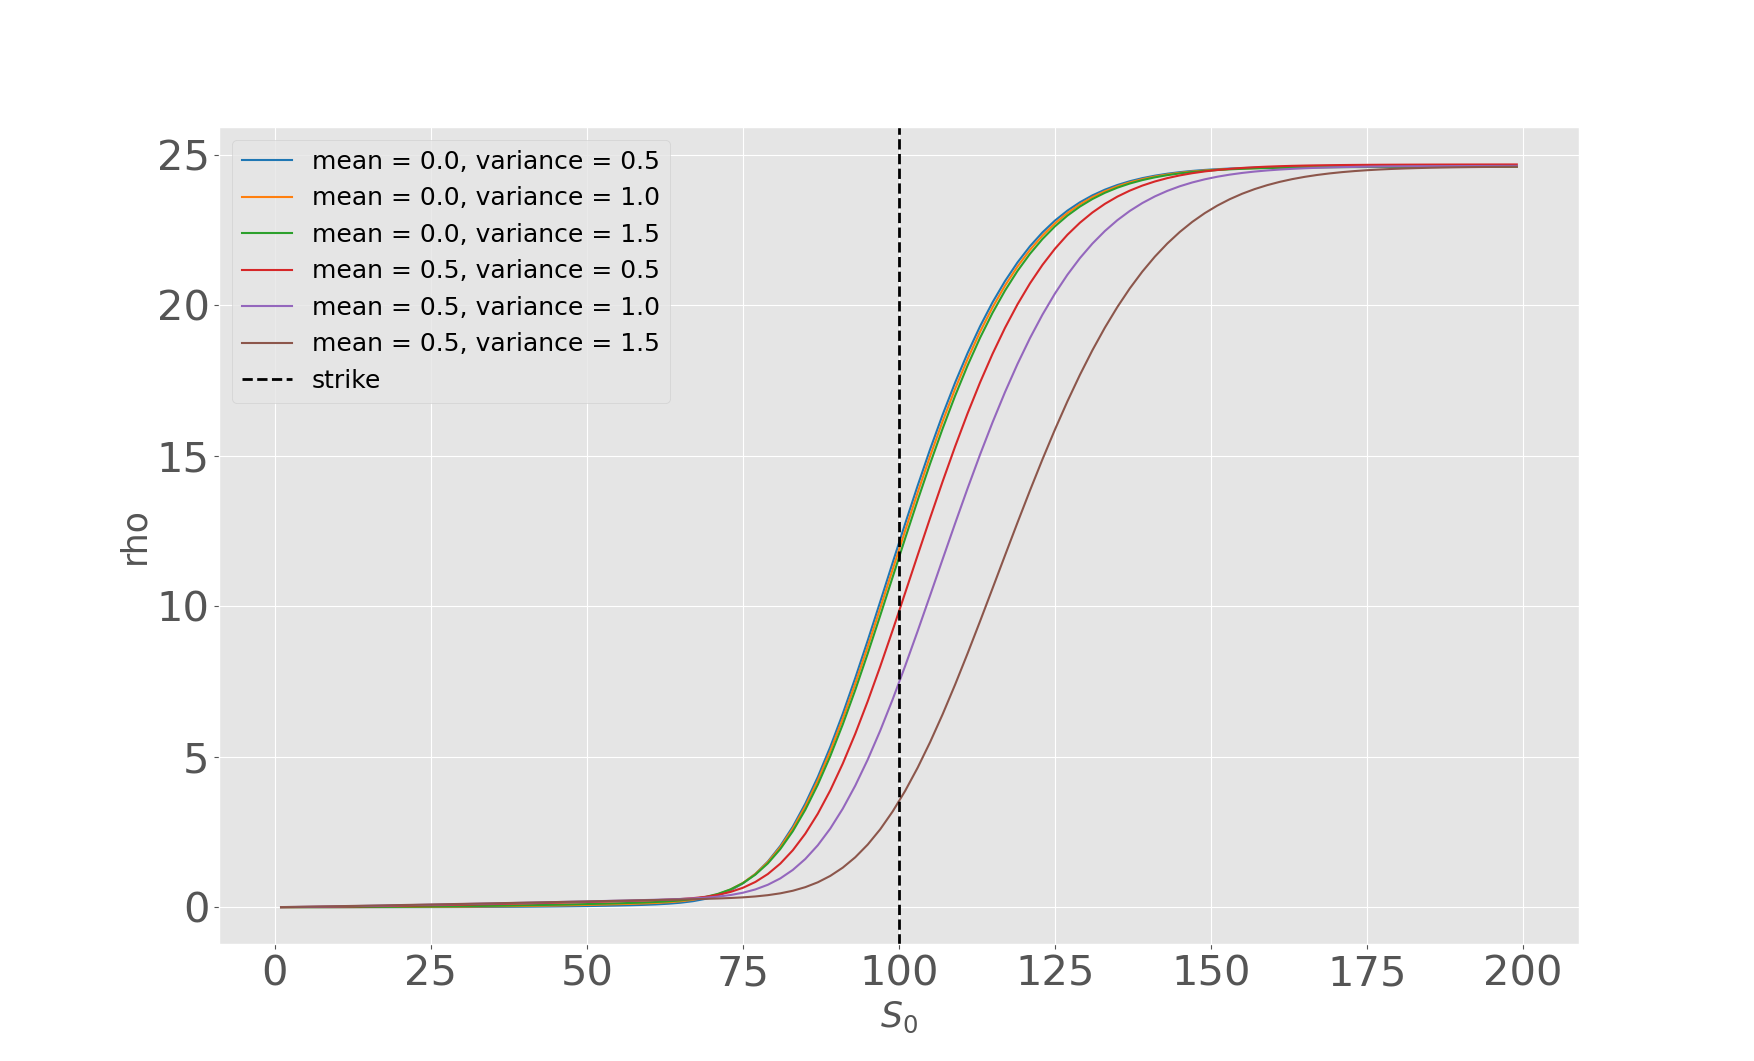 mean = 0.0, variance = 0.5
mean = 0.0, variance = 1.0
mean = 0.0, variance = 1.5
mean = 0.5, variance = 0.5
mean = 0.5, variance = 1.0
mean = 0.5, variance = 1.5
strike
25
20
15
10
5
0
rho
0 25 50 75 100 125 150 175 200
S₀